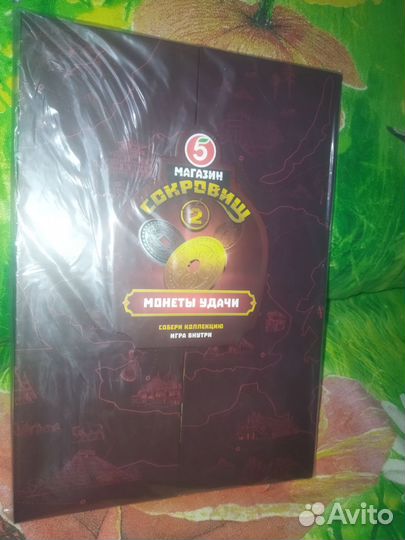 5
МАГАЗИН
СОКРОВИЩ
2
МОНЕТЫ УДАЧИ
СОБЕРИ КОЛЛЕКЦИЮ
ИГРА ВНУТРИ
Avito